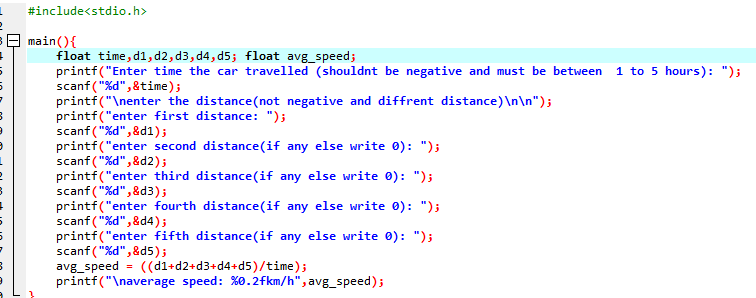 #include<stdio.h>
main(){
float time,d1,d2,d3,d4,d5; float avg_speed;
printf("Enter time the car travelled (shouldnt be negative and must be between  1 to 5 hours): ");
scanf("%d",&time);
printf("\nenter the distance(not negative and diffrent distance)\n\n");
printf("enter first distance: ");
scanf("%d",&d1);
printf("enter second distance(if any else write 0): ");
scanf("%d",&d2);
printf("enter third distance(if any else write 0): ");
scanf("%d",&d3);
printf("enter fourth distance(if any else write 0): ");
scanf("%d",&d4);
printf("enter fifth distance(if any else write 0): ");
scanf("%d",&d5);
avg_speed = ((d1+d2+d3+d4+d5)/time);
printf("\naverage speed: %0.2fkm/h",avg_speed);
}